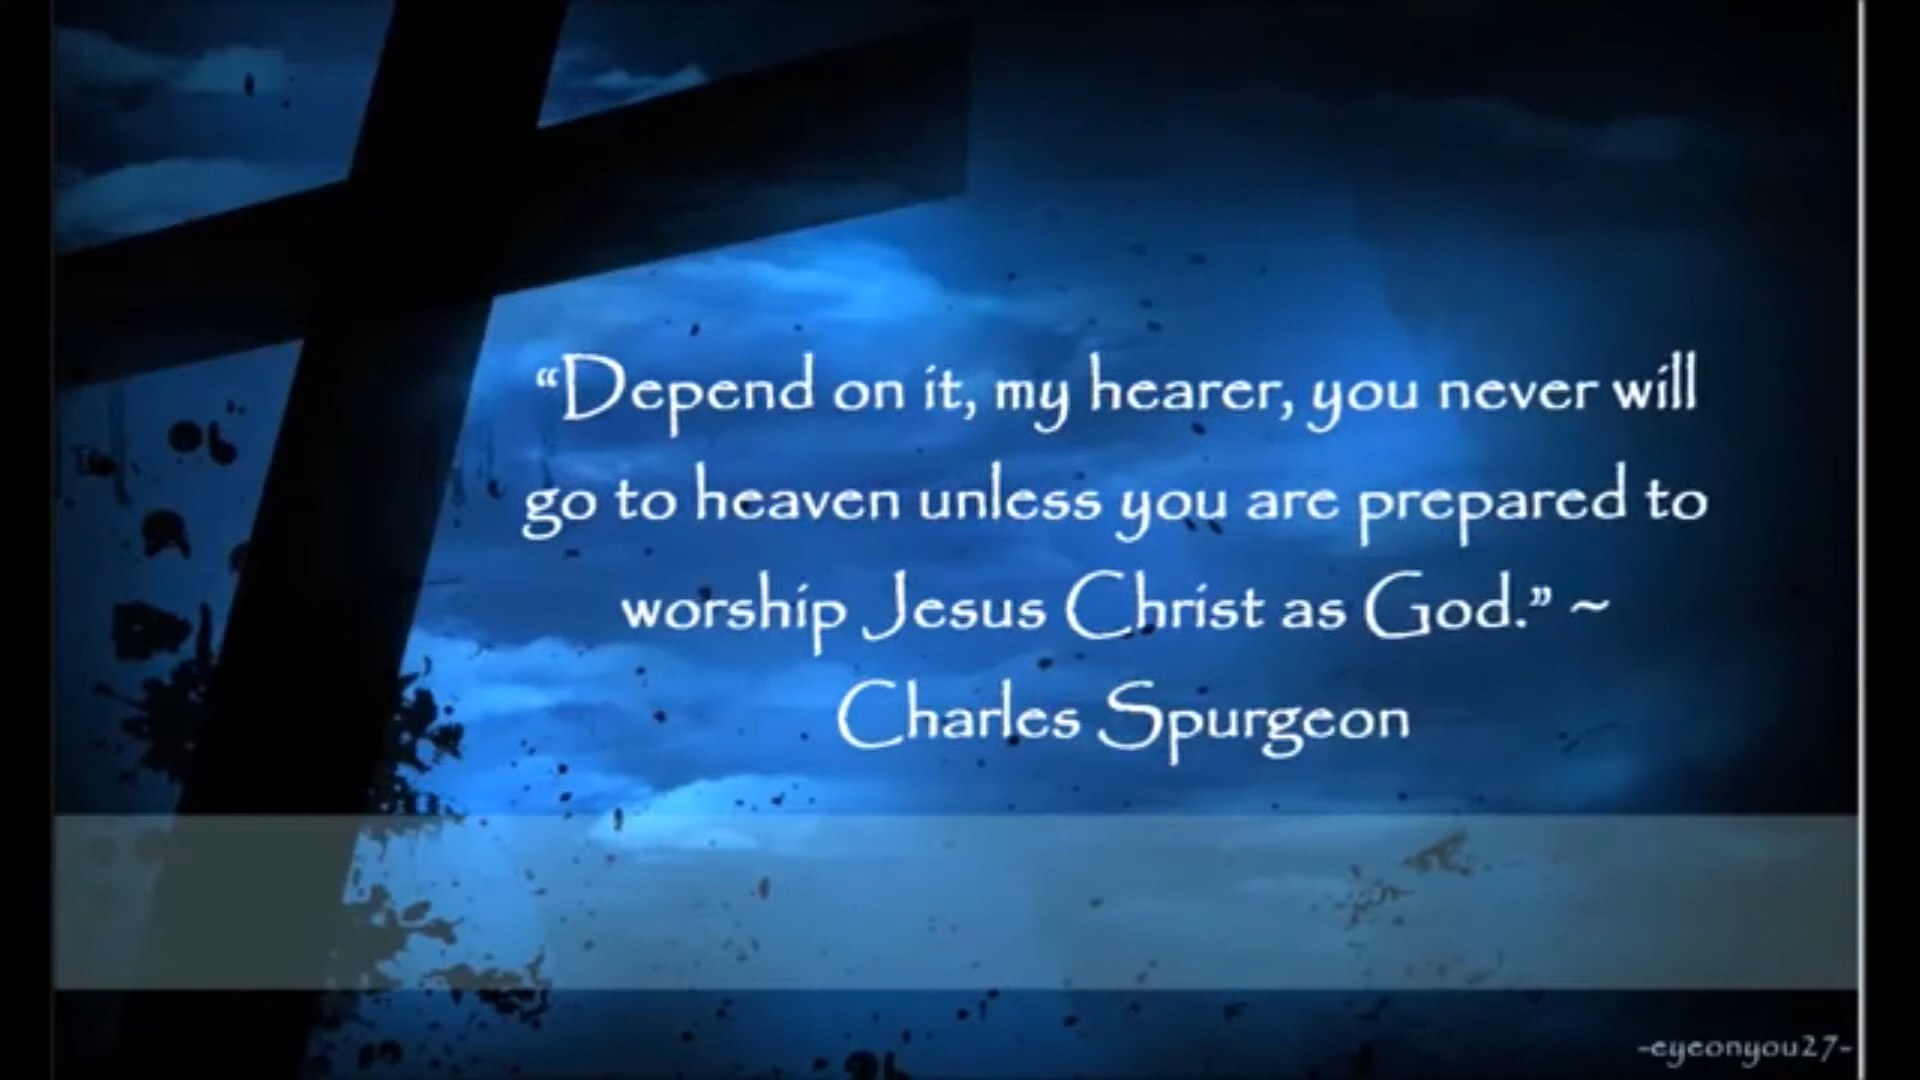 “Depend on it, my hearer, you never will
go to heaven unless you are prepared to
worship Jesus Christ as God.” ~
Charles Spurgeon
-eyeonyou27-